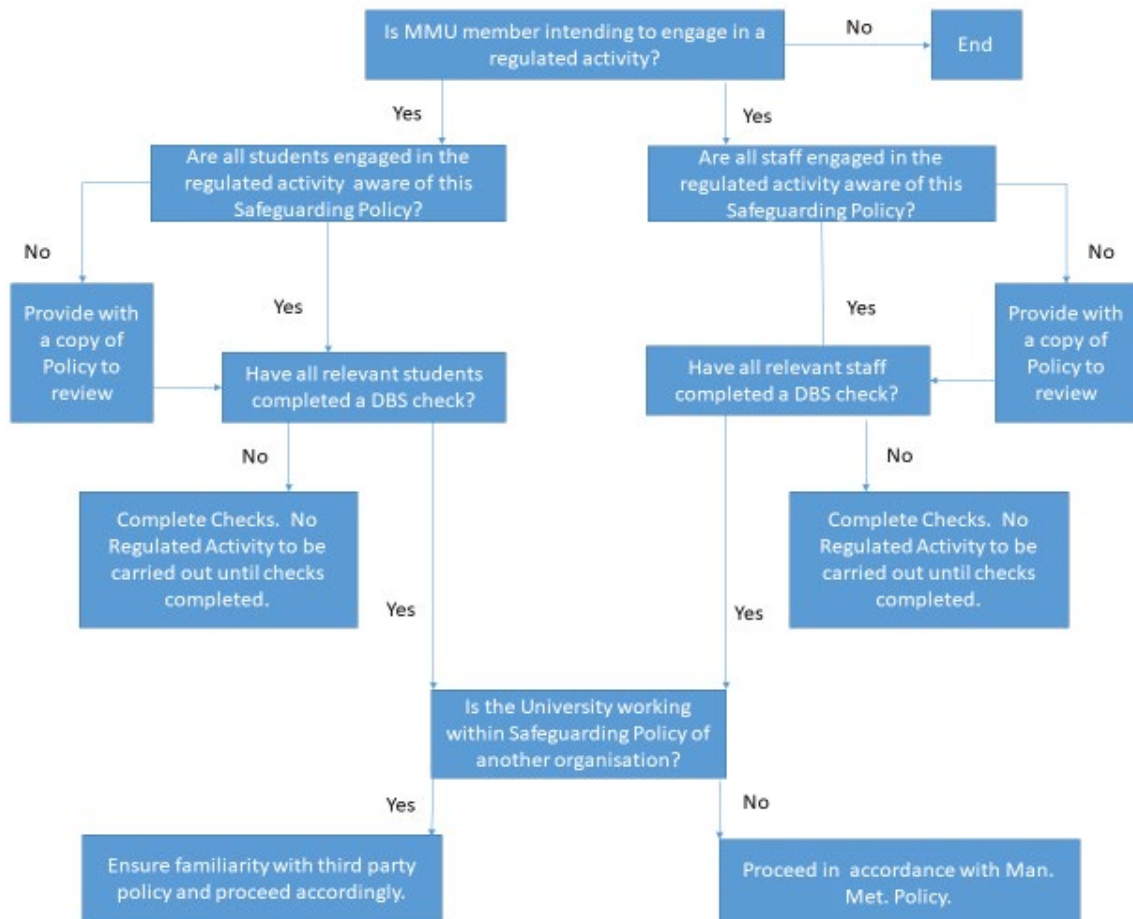 Is MMU member intending to engage in a
regulated activity?
No
End
Yes
Yes
Are all students engaged in the
regulated activity aware of this
Safeguarding Policy?
Are all staff engaged in the
regulated activity aware of this
Safeguarding Policy?
No
No
Provide with
a copy of
Policy to
review
Yes
Yes
Provide with
a copy of
Policy to
review
Have all relevant students
completed a DBS check?
Have all relevant staff
completed a DBS check?
No
No
Complete Checks. No
Regulated Activity to be
carried out until checks
completed.
Complete Checks. No
Regulated Activity to be
carried out until checks
completed.
Yes
Yes
Is the University working
within Safeguarding Policy of
another organisation?
Yes
No
Ensure familiarity with third party
policy and proceed accordingly.
Proceed in accordance with Man.
Met. Policy.